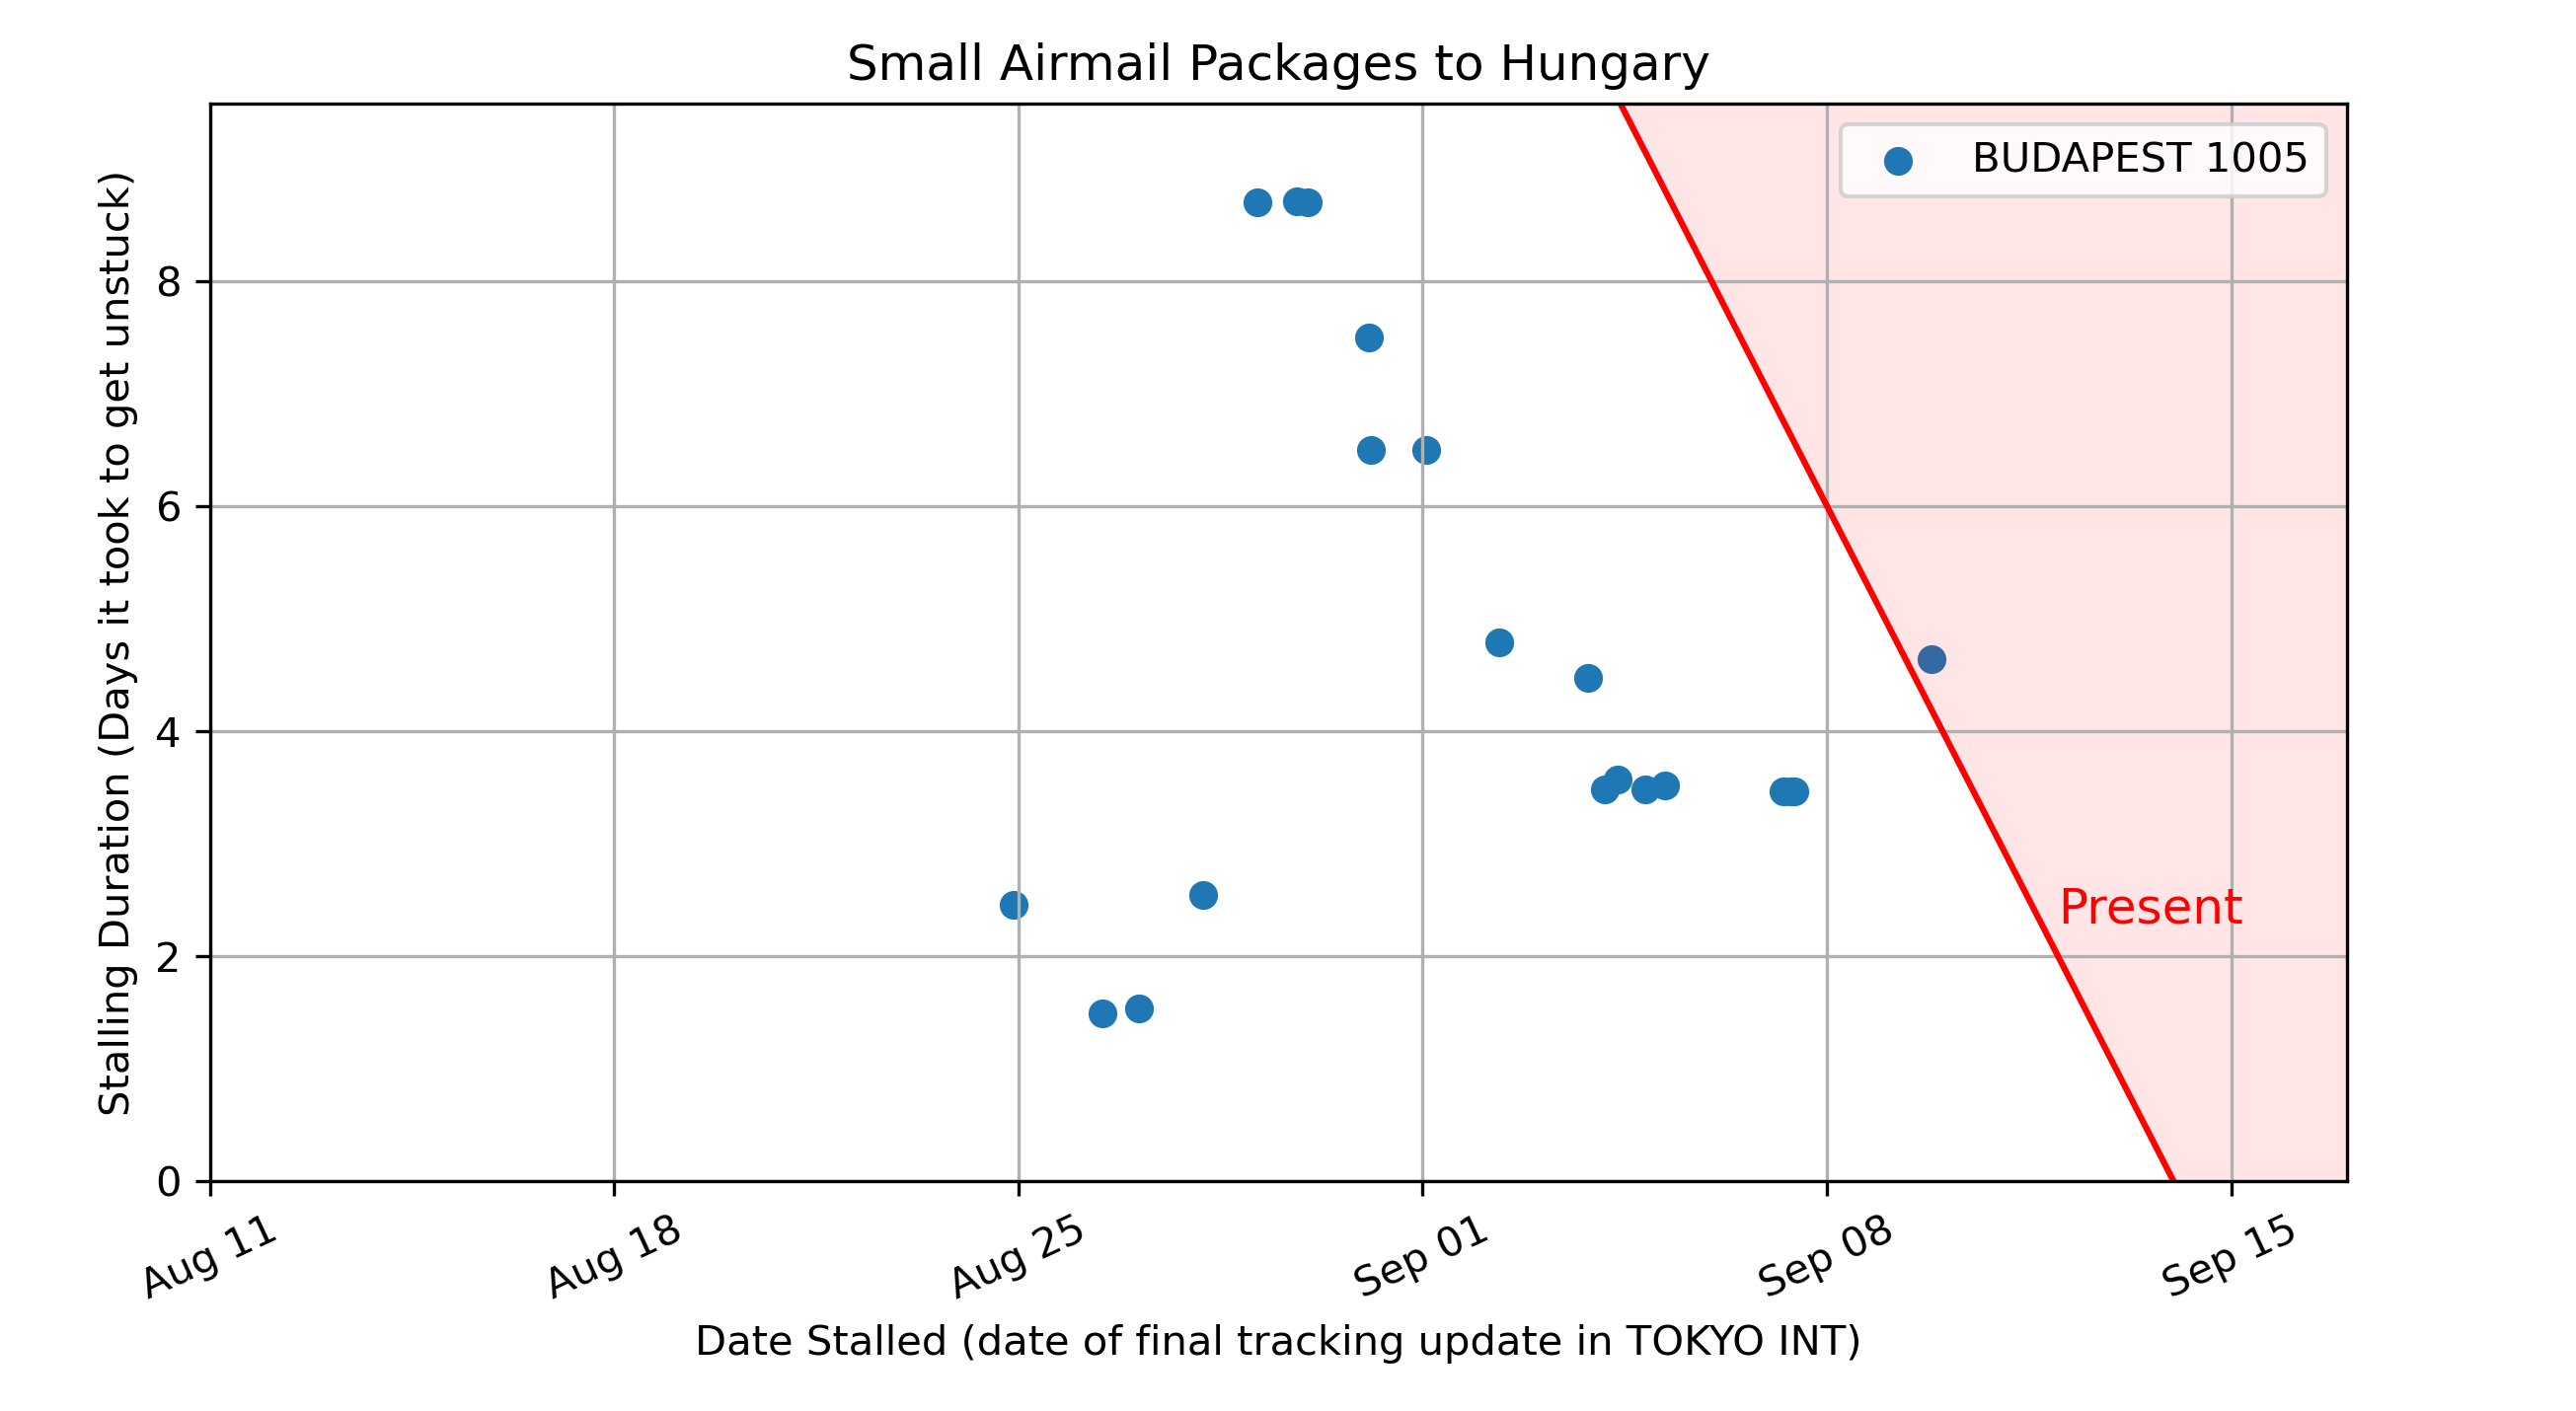 Small Airmail Packages to Hungary
BUDAPEST 1005
Stalling Duration (Days it took to get unstuck)
8
6
4
2
0
Present
Aug 11
Aug 18
Aug 25
Sep 01
Sep 08
Sep 15
Date Stalled (date of final tracking update in TOKYO INT)